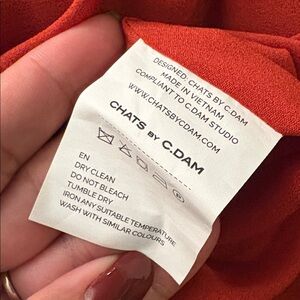 DESIGNED: CHATS BY C.DAM
MADE IN VIETNAM
COMPLIANT TO C.DAM STUDIO
WWW.CHATSBYCDAM.COM
CHATS BY C.DAM
EN
DRY CLEAN
DO NOT BLEACH
TUMBLE DRY
IRON ANY SUITABLE TEMPERATURE
WASH WITH SIMILAR COLOURS